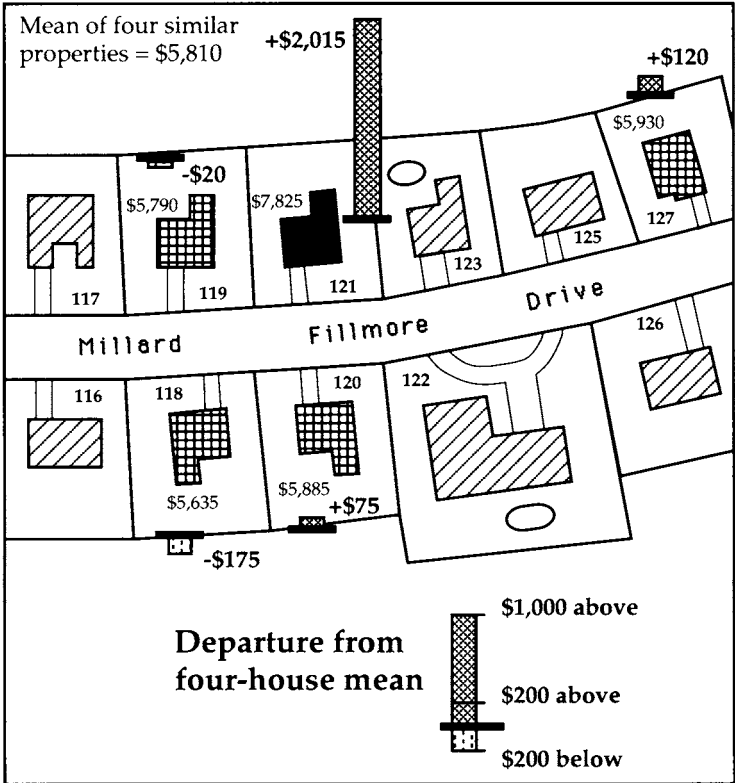 Mean of four similar
properties = $5,810
+$2,015
+$120
$5,930
-$20
$5,790
$7,825
117
119
121
123
125
127
Millard Fillmore Drive
116
118
120
122
126
$5,635
$5,885
+$75
-$175
Departure from
four-house mean
$1,000 above
$200 above
$200 below